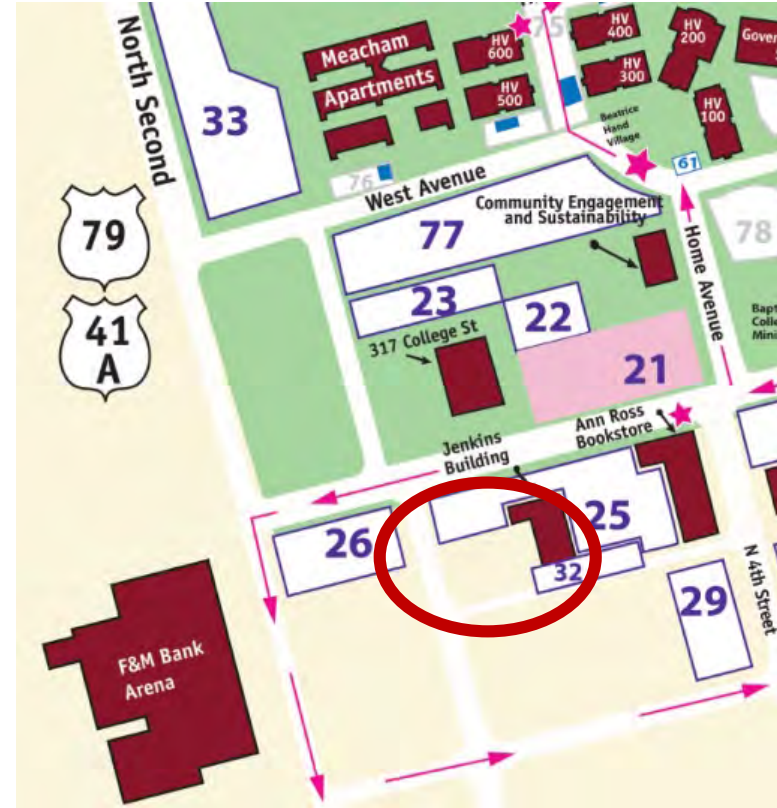 North Second
33
Meacham
Apartments
HV
600
75
HV
400
HV
200
HV
500
HV
300
HV
100
Beatrice
Hand
Village
76
West Avenue
61
79
41
A
77
Community Engagement
and Sustainability
78
Home Avenue
23
22
317 College St
21
Jenkins
Building
Ann Ross
Bookstore
26
25
32
29
N 4th Street
F&M Bank
Arena